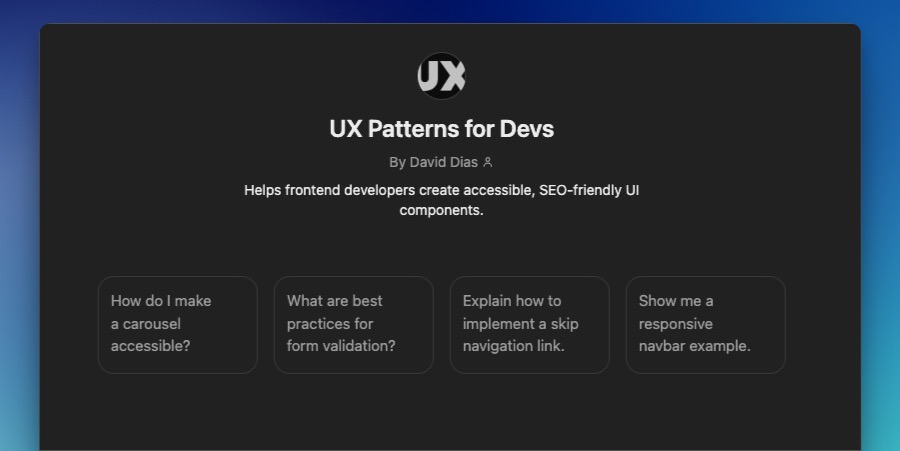 UX
UX Patterns for Devs
By David Dias
Helps frontend developers create accessible, SEO-friendly UI
components.
How do I make
a carousel
accessible?
What are best
practices for
form validation?
Explain how to
implement a skip
navigation link.
Show me a
responsive
navbar example.